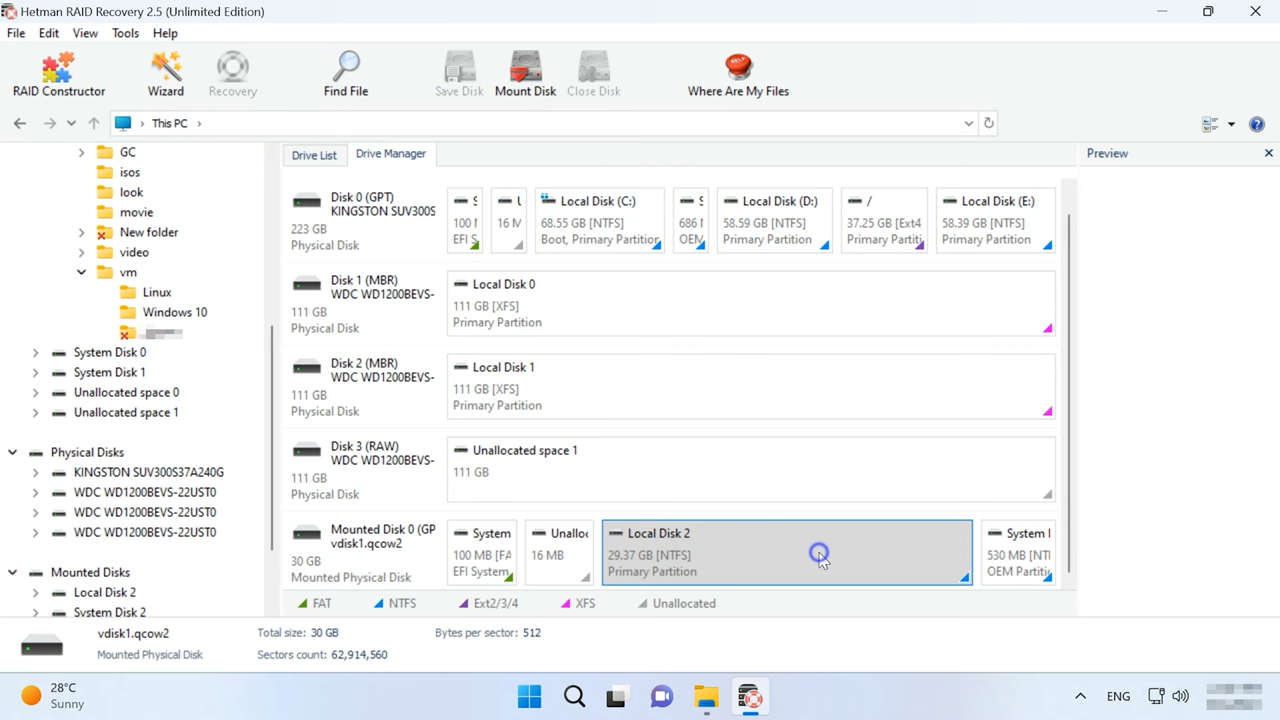 Hetman RAID Recovery 2.5 (Unlimited Edition)
File Edit View Tools Help
RAID Constructor Wizard Recovery Find File Save Disk Mount Disk Close Disk Where Are My Files
This PC
GC
isos
look
movie
New folder
video
vm
Linux
Windows 10
System Disk 0
System Disk 1
Unallocated space 0
Unallocated space 1
Physical Disks
KINGSTON SUV300S37A240G
WDC WD1200BEVS-22UST0
WDC WD1200BEVS-22UST0
WDC WD1200BEVS-22UST0
Mounted Disks
Local Disk 2
System Disk 2
Drive List Drive Manager
Disk 0 (GPT)
KINGSTON SUV300S
223 GB
Physical Disk
S
100 M
EFI S
L
16 M
Local Disk (C:)
68.55 GB [NTFS]
Boot, Primary Partition
S
686 M
OEM
Local Disk (D:)
58.59 GB [NTFS]
Primary Partition
/
37.25 GB [Ext4
Primary Partiti
Local Disk (E:)
58.39 GB [NTFS]
Primary Partition
Disk 1 (MBR)
WDC WD1200BEVS-
111 GB
Physical Disk
Local Disk 0
111 GB [XFS]
Primary Partition
Disk 2 (MBR)
WDC WD1200BEVS-
111 GB
Physical Disk
Local Disk 1
111 GB [XFS]
Primary Partition
Disk 3 (RAW)
WDC WD1200BEVS-
111 GB
Physical Disk
Unallocated space 1
111 GB
Mounted Disk 0 (GP
vdisk1.qcow2
30 GB
Mounted Physical Disk
System
100 MB [FA
EFI System,
Unalloc
16 MB
Local Disk 2
29.37 GB [NTFS]
Primary Partition
System I
530 MB [NTI
OEM Partitic
FAT NTFS Ext2/3/4 XFS Unallocated
Preview
vdisk1.qcow2
Mounted Physical Disk
Total size: 30 GB
Sectors count: 62,914,560
Bytes per sector: 512
28°C
Sunny
ENG